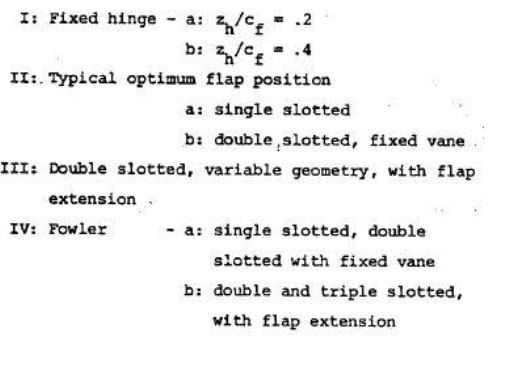 I: Fixed hinge - a: z_h/c_f = .2
b: z_h/c_f = .4
II: Typical optimum flap position
a: single slotted
b: double slotted, fixed vane
III: Double slotted, variable geometry, with flap
extension
IV: Fowler - a: single slotted, double
slotted with fixed vane
b: double and triple slotted,
with flap extension